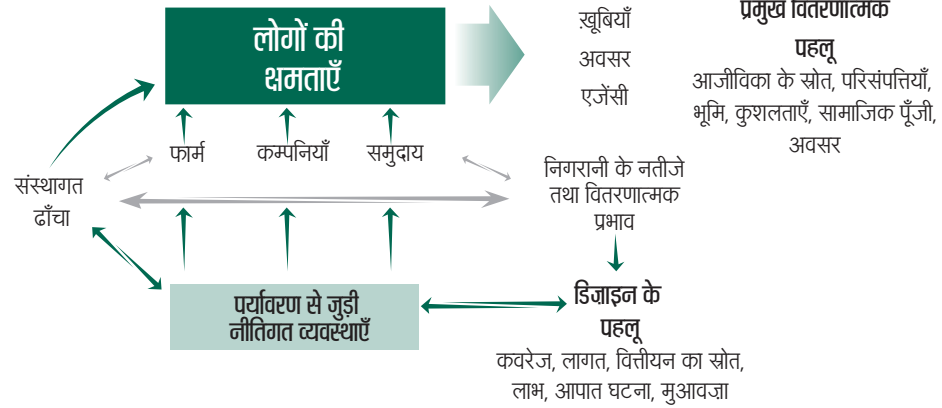 लोगों की
क्षमताएँ
ख़ूबियाँ
अवसर
एजेंसी
प्रमुख वितरणात्मक
पहलू
आजीविका के स्रोत, परिसंपत्तियाँ,
भूमि, कुशलताएँ, सामाजिक पूँजी,
अवसर
फार्म
कम्पनियाँ
समुदाय
संस्थागत
ढाँचा
निगरानी के नतीजे
तथा वितरणात्मक
प्रभाव
पर्यावरण से जुड़ी
नीतिगत व्यवस्थाएँ
डिज़ाइन के
पहलू
कवरेज, लागत, वित्तीयन का स्रोत,
लाभ, आपात घटना, मुआवज़ा